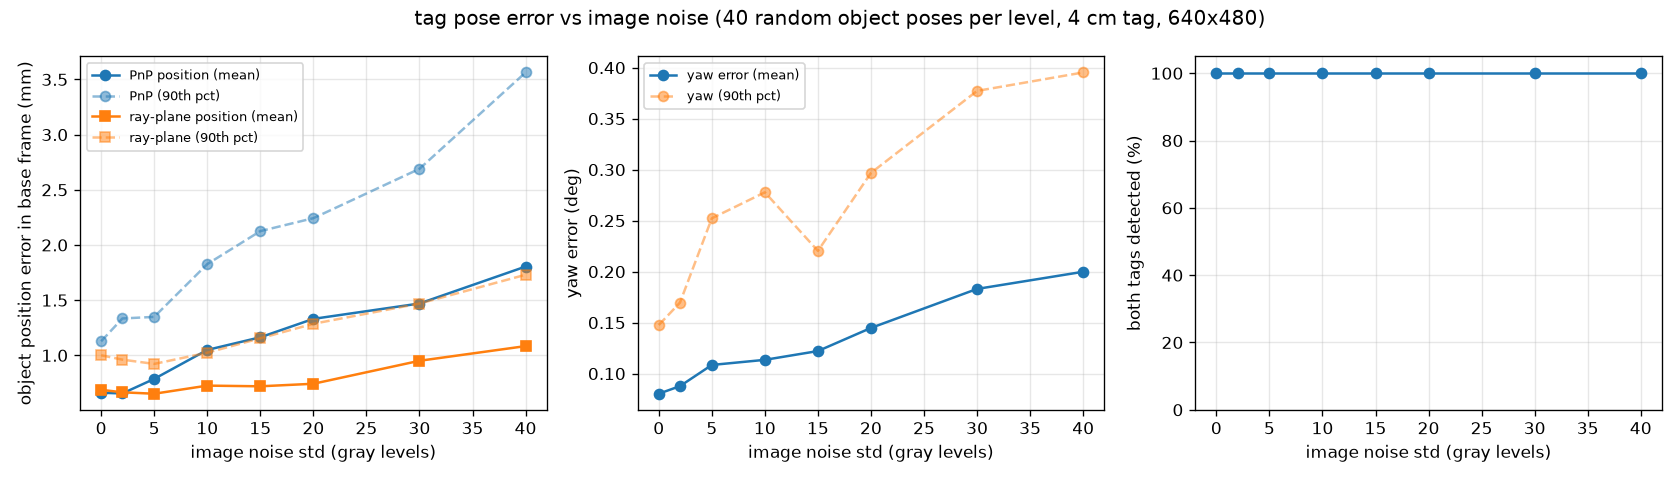 tag pose error vs image noise (40 random object poses per level, 4 cm tag, 640x480)
object position error in base frame (mm)
3.5
3.0
2.5
2.0
1.5
1.0
PnP position (mean)
PnP (90th pct)
ray-plane position (mean)
ray-plane (90th pct)
0 5 10 15 20 25 30 35 40
image noise std (gray levels)
yaw error (deg)
0.40
0.35
0.30
0.25
0.20
0.15
0.10
yaw error (mean)
yaw (90th pct)
0 5 10 15 20 25 30 35 40
image noise std (gray levels)
both tags detected (%)
100
80
60
40
20
0
0 5 10 15 20 25 30 35 40
image noise std (gray levels)